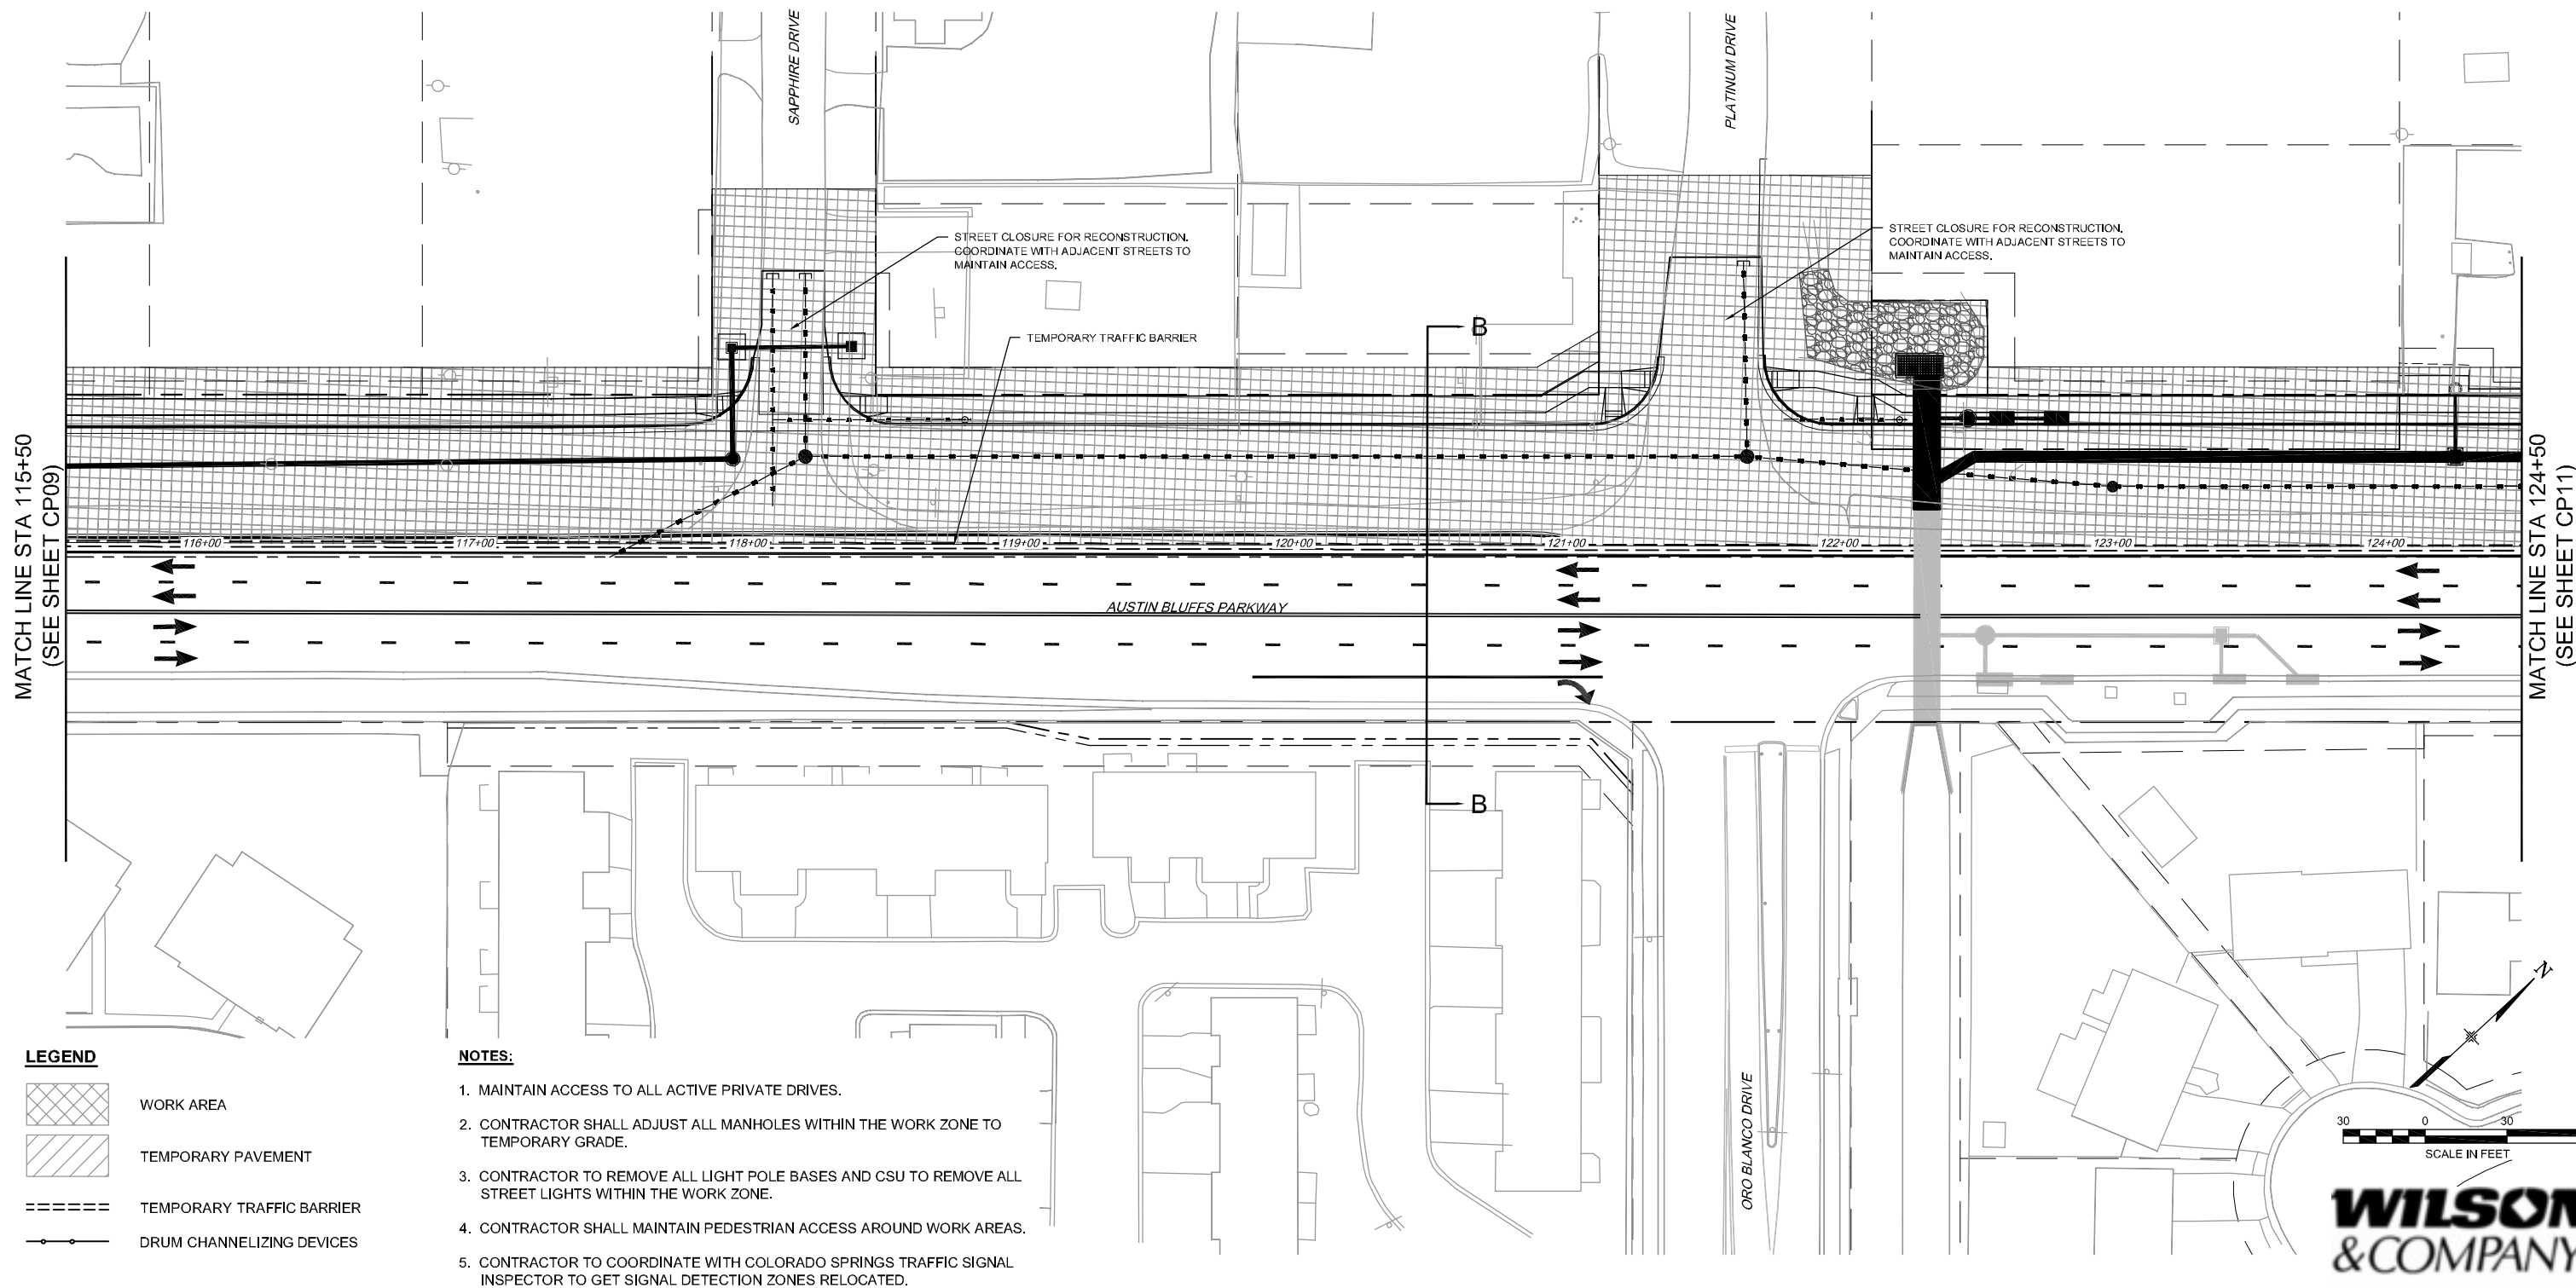 SAPPHIRE DRIVE
PLATINUM DRIVE
STREET CLOSURE FOR RECONSTRUCTION.
COORDINATE WITH ADJACENT STREETS TO
MAINTAIN ACCESS.
STREET CLOSURE FOR RECONSTRUCTION.
COORDINATE WITH ADJACENT STREETS TO
MAINTAIN ACCESS.
TEMPORARY TRAFFIC BARRIER
B
MATCH LINE STA 115+50
(SEE SHEET CP09)
MATCH LINE STA 124+50
(SEE SHEET CP11)
116+00
117+00
118+00
119+00
120+00
121+00
122+00
123+00
124+00
AUSTIN BLUFFS PARKWAY
B
ORO BLANCO DRIVE
N
30 0 30
SCALE IN FEET
WILSON
&COMPANY
LEGEND
WORK AREA
TEMPORARY PAVEMENT
TEMPORARY TRAFFIC BARRIER
DRUM CHANNELIZING DEVICES
NOTES:
1. MAINTAIN ACCESS TO ALL ACTIVE PRIVATE DRIVES.
2. CONTRACTOR SHALL ADJUST ALL MANHOLES WITHIN THE WORK ZONE TO
TEMPORARY GRADE.
3. CONTRACTOR TO REMOVE ALL LIGHT POLE BASES AND CSU TO REMOVE ALL
STREET LIGHTS WITHIN THE WORK ZONE.
4. CONTRACTOR SHALL MAINTAIN PEDESTRIAN ACCESS AROUND WORK AREAS.
5. CONTRACTOR TO COORDINATE WITH COLORADO SPRINGS TRAFFIC SIGNAL
INSPECTOR TO GET SIGNAL DETECTION ZONES RELOCATED.